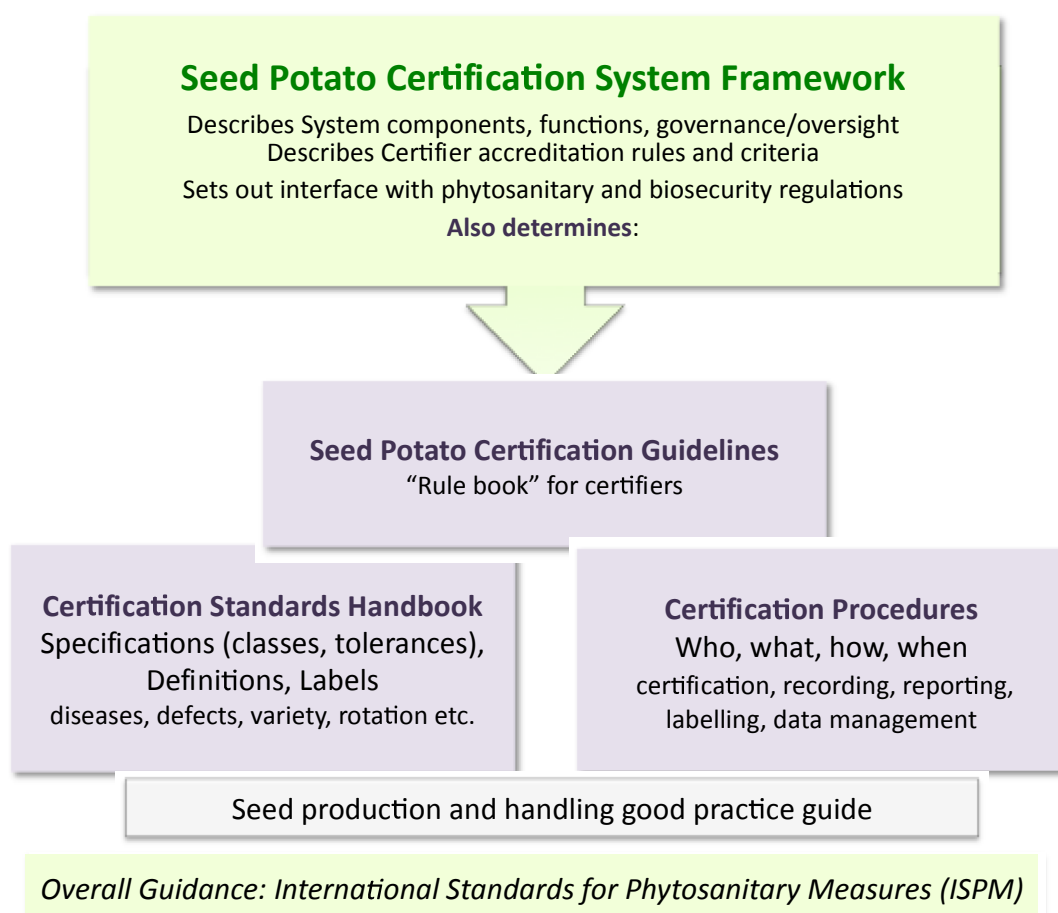 Seed Potato Certification System Framework
Describes System components, functions, governance/oversight
Describes Certifier accreditation rules and criteria
Sets out interface with phytosanitary and biosecurity regulations
Also determines:
Seed Potato Certification Guidelines
“Rule book” for certifiers
Certification Standards Handbook
Specifications (classes, tolerances),
Definitions, Labels
diseases, defects, variety, rotation etc.
Certification Procedures
Who, what, how, when
certification, recording, reporting,
labelling, data management
Seed production and handling good practice guide
Overall Guidance: International Standards for Phytosanitary Measures (ISPM)